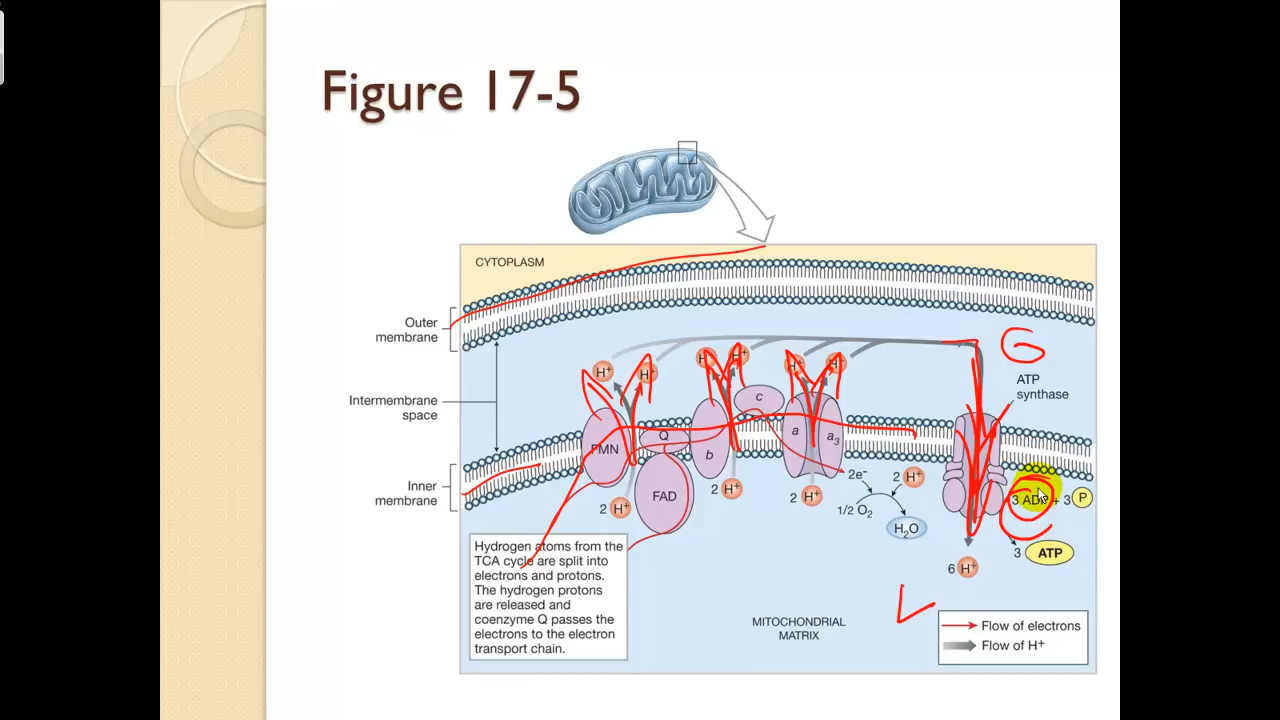 Figure 17-5
CYTOPLASM
Outer
membrane
Intermembrane
space
Inner
membrane
H+
H+
H+
H+
H+
H+
FMN
Q
FAD
b
c
a
a3
2 H+
2 H+
2 H+
2e-
2 H+
1/2 O2
H2O
G
ATP
synthase
3 ADP + 3 P
3 ATP
6 H+
L
Hydrogen atoms from the
TCA cycle are split into
electrons and protons.
The hydrogen protons
are released and
coenzyme Q passes the
electrons to the electron
transport chain.
MITOCHONDRIAL
MATRIX
Flow of electrons
Flow of H+